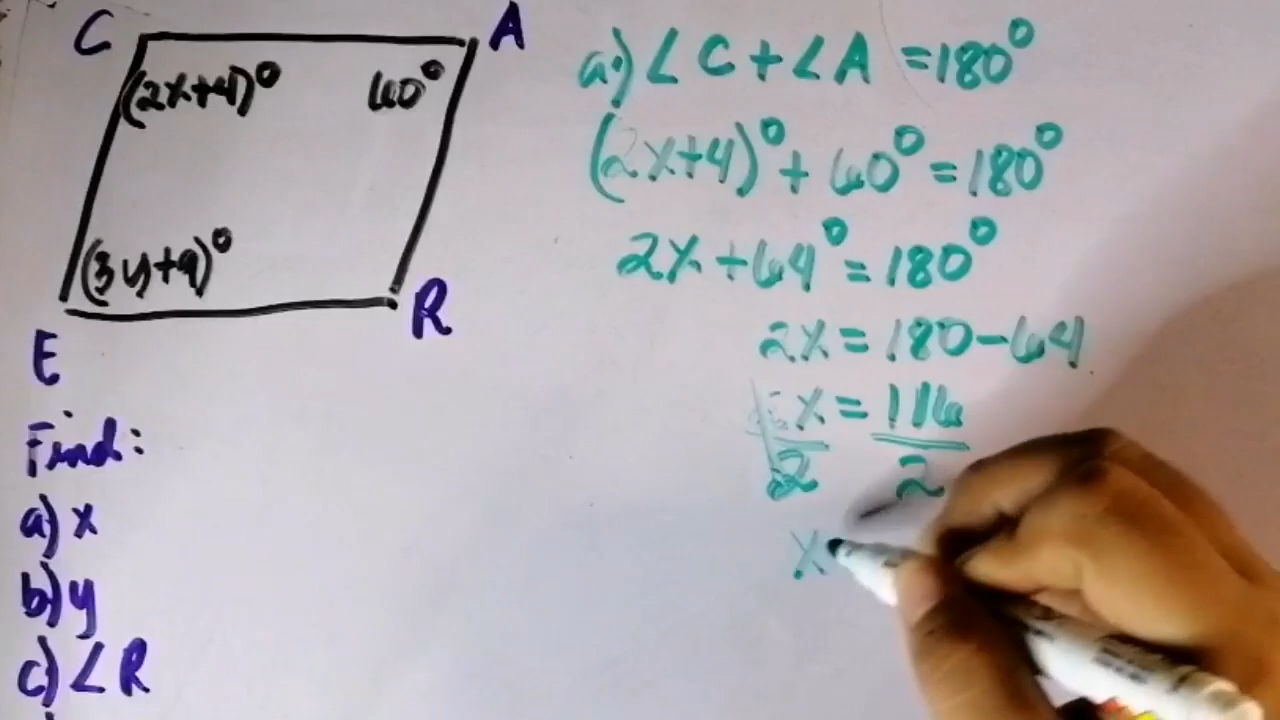 C A
(2x+4)° 60°
(3y+9)°
E R
Find:
a) x
b) y
c) ∠R
a.) ∠C+∠A =180°
(2x+4)° + 60° = 180°
2x + 64° = 180°
2x = 180 - 64
2x = 116
2 2
x